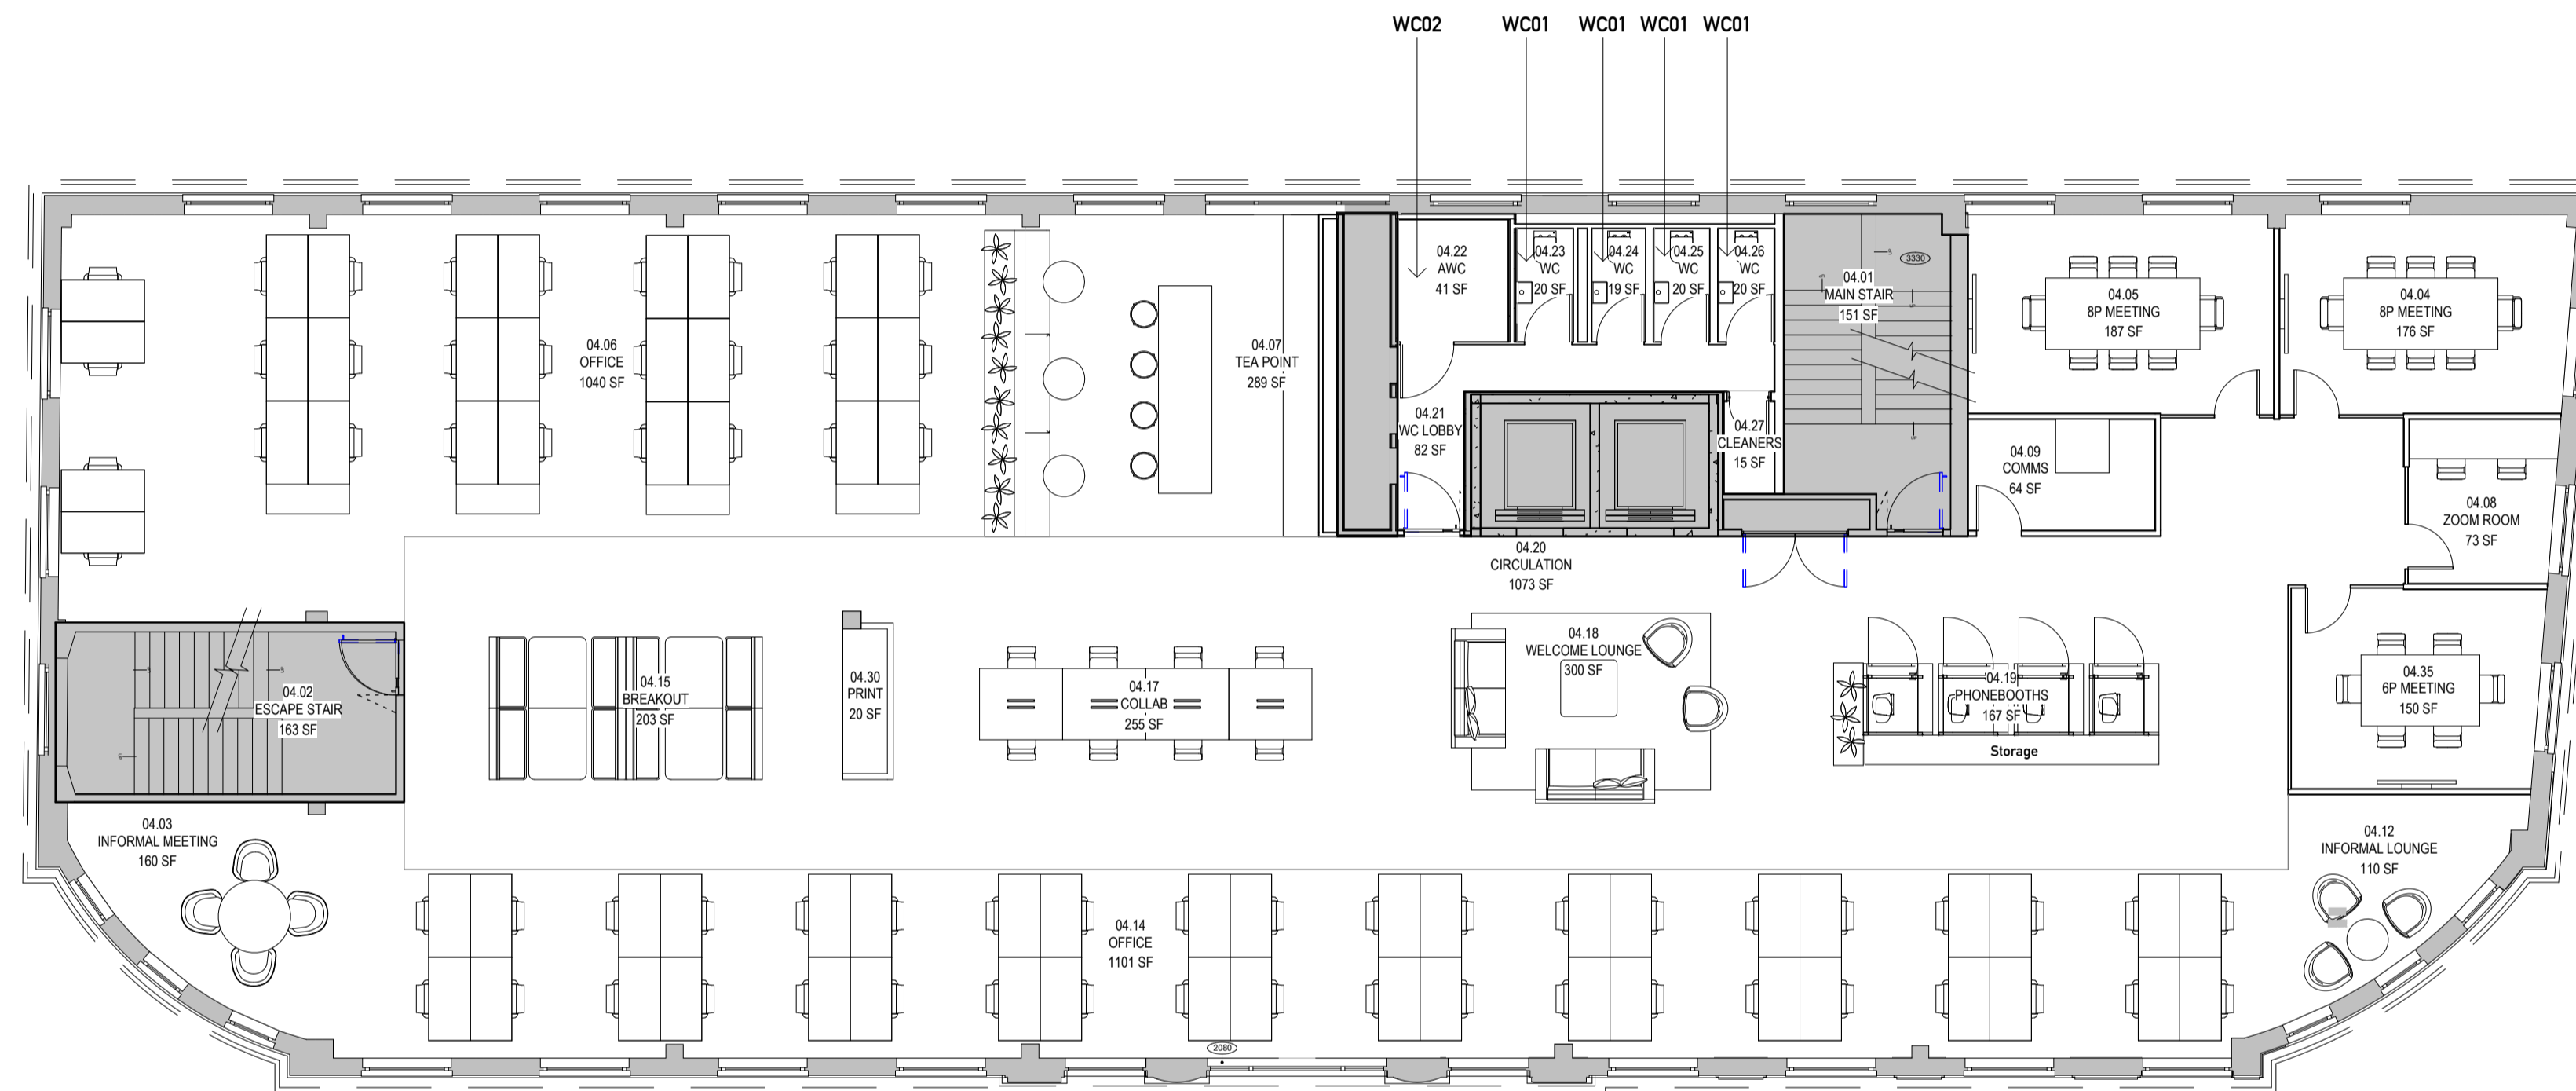 WC02
WC01
WC01
WC01
WC01
04.22
AWC
41 SF
04.23
WC
20 SF
04.24
WC
19 SF
04.25
WC
20 SF
04.26
WC
20 SF
3330
04.01
MAIN STAIR
151 SF
04.05
8P MEETING
187 SF
04.04
8P MEETING
176 SF
04.06
OFFICE
1040 SF
04.07
TEA POINT
289 SF
04.21
WC LOBBY
82 SF
04.27
CLEANERS
15 SF
04.09
COMMS
64 SF
04.08
ZOOM ROOM
73 SF
04.20
CIRCULATION
1073 SF
04.02
ESCAPE STAIR
163 SF
04.15
BREAKOUT
203 SF
04.30
PRINT
20 SF
04.17
COLLAB
255 SF
04.18
WELCOME LOUNGE
300 SF
04.19
PHONEBOOTHS
167 SF
Storage
04.35
6P MEETING
150 SF
04.03
INFORMAL MEETING
160 SF
04.12
INFORMAL LOUNGE
110 SF
04.14
OFFICE
1101 SF
2080